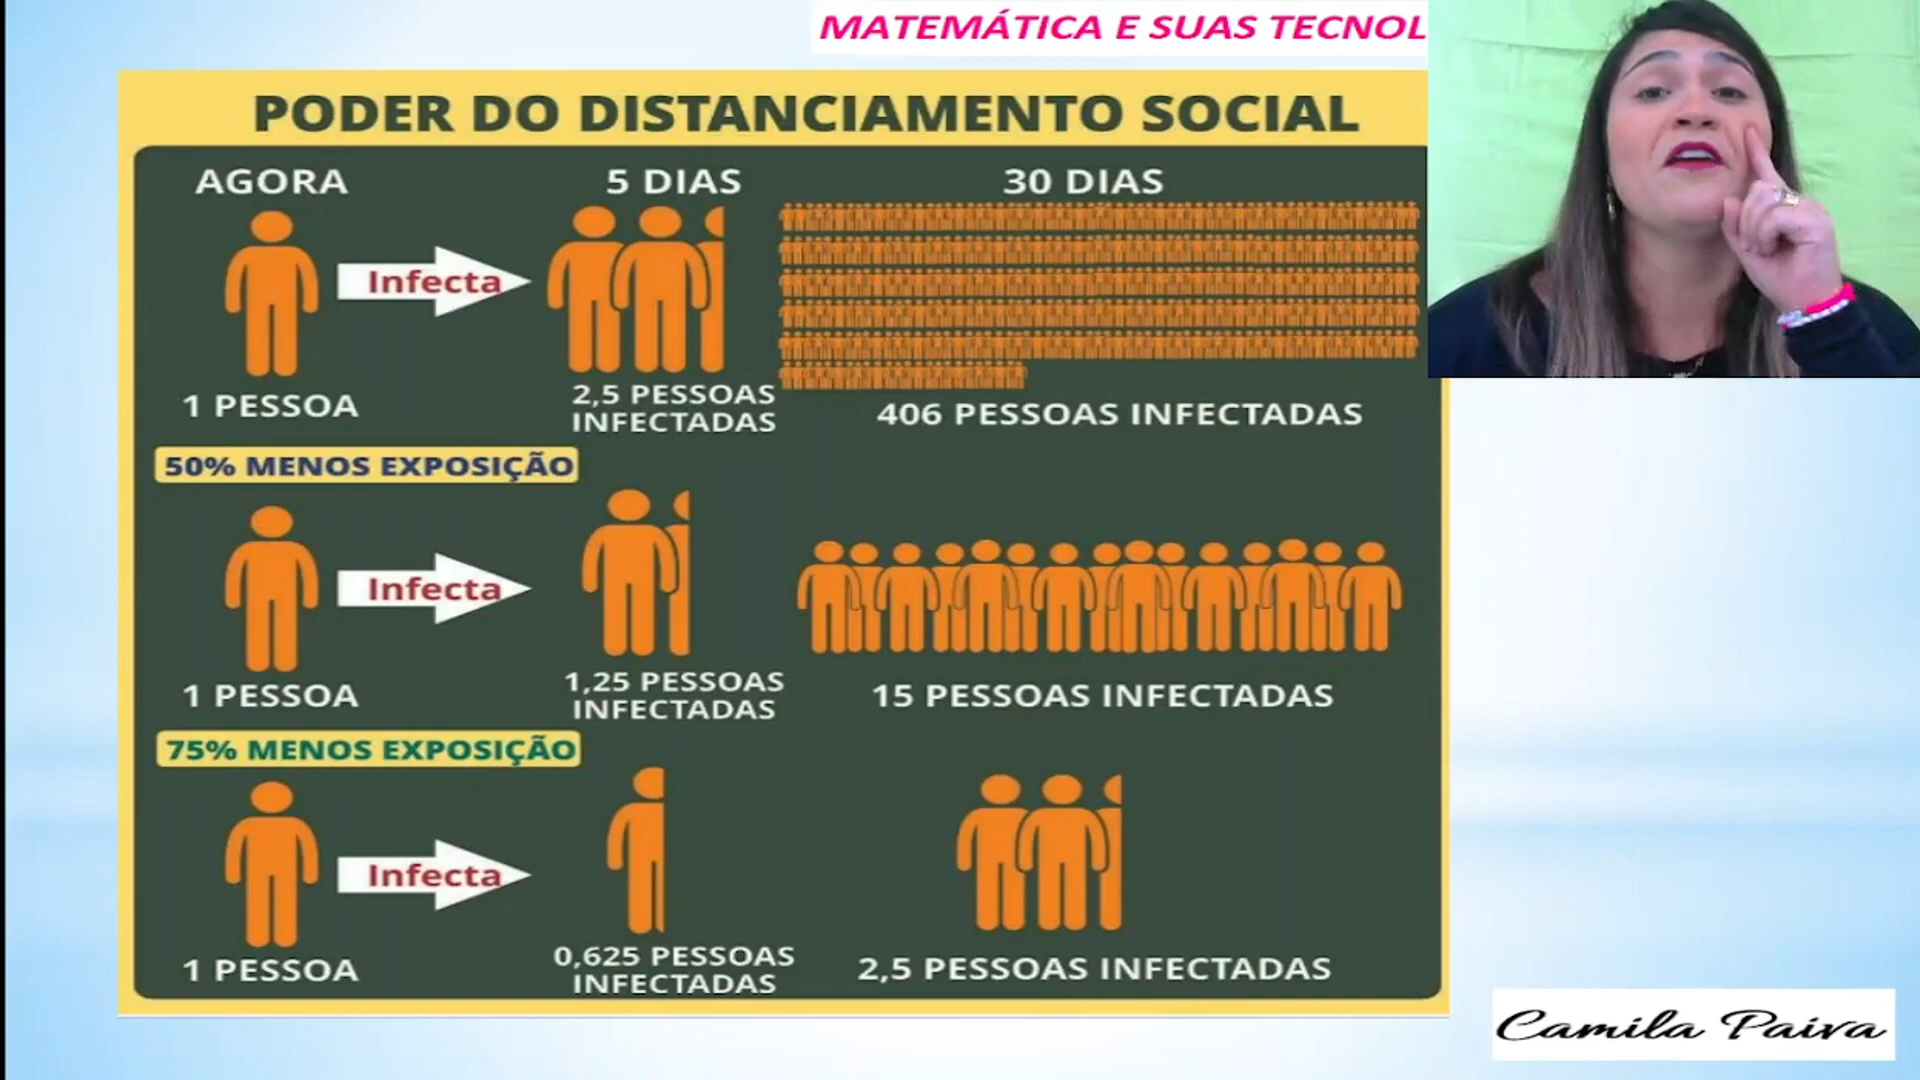 MATEMÁTICA E SUAS TECNOL
PODER DO DISTANCIAMENTO SOCIAL
AGORA
5 DIAS
30 DIAS
Infecta
1 PESSOA
2,5 PESSOAS
INFECTADAS
406 PESSOAS INFECTADAS
50% MENOS EXPOSIÇÃO
Infecta
1 PESSOA
1,25 PESSOAS
INFECTADAS
15 PESSOAS INFECTADAS
75% MENOS EXPOSIÇÃO
Infecta
1 PESSOA
0,625 PESSOAS
INFECTADAS
2,5 PESSOAS INFECTADAS
Camila Paiva